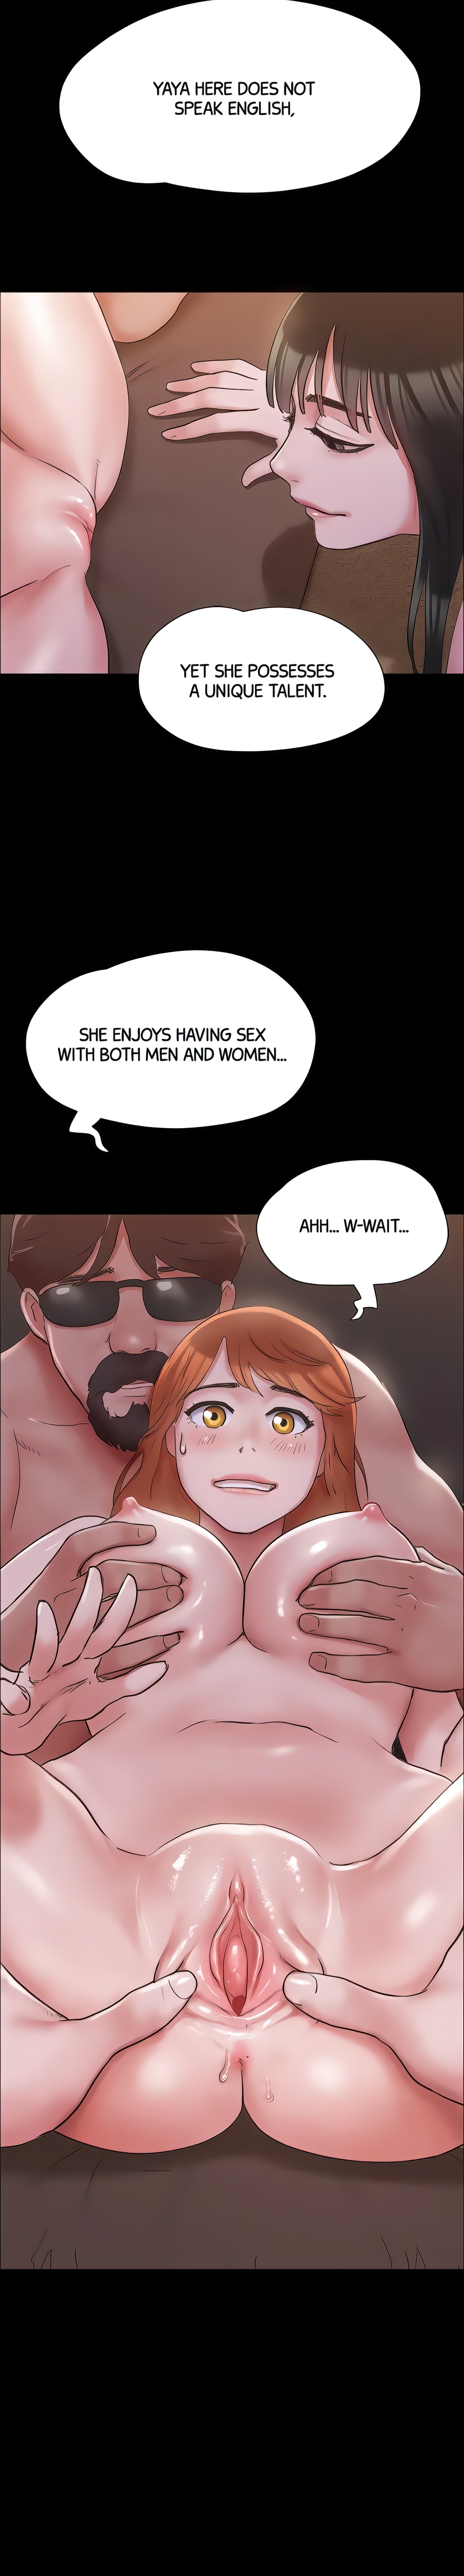 YAYA HERE DOES NOT
SPEAK ENGLISH,
YET SHE POSSESSES
A UNIQUE TALENT.
SHE ENJOYS HAVING SEX
WITH BOTH MEN AND WOMEN...
AHH... W-WAIT...